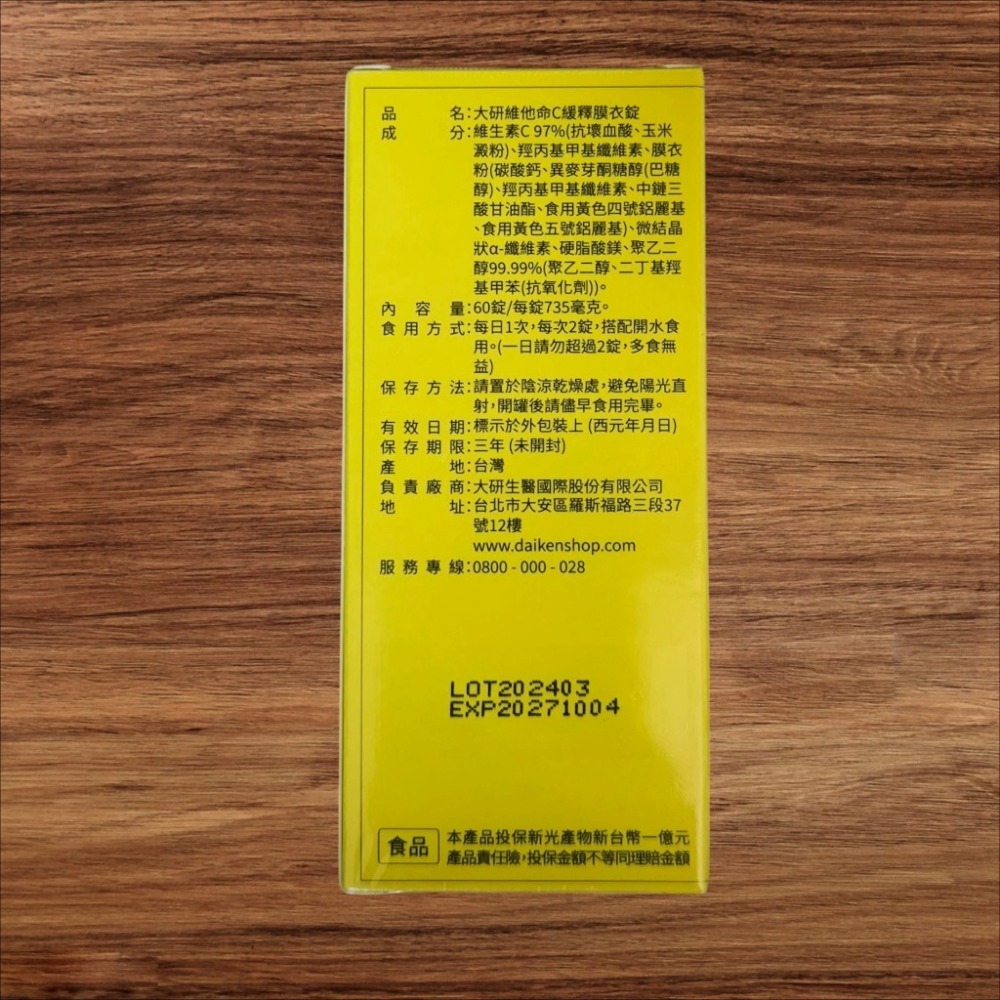 品名:大研維他命C緩釋膜衣錠
成分:維生素C 97%(抗壞血酸、玉米
澱粉)、羥丙基甲基纖維素、膜衣
粉(碳酸鈣、異麥芽酮糖醇(巴糖
醇)、羥丙基甲基纖維素、中鏈三
酸甘油酯、食用黃色四號鋁麗基
、食用黃色五號鋁麗基)、微結晶
狀α-纖維素、硬脂酸鎂、聚乙二
醇99.99%(聚乙二醇、二丁基羥
基甲苯(抗氧化劑))。
內容量:60錠/每錠735毫克。
食用方式:每日1次,每次2錠,搭配開水食
用。(一日請勿超過2錠,多食無
益)
保存方法:請置於陰涼乾燥處,避免陽光直
射,開罐後請儘早食用完畢。
有效日期:標示於外包裝上 (西元年月日)
保存期限:三年 (未開封)
產地:台灣
負責廠商:大研生醫國際股份有限公司
地址:台北市大安區羅斯福路三段37
號12樓
www.daikenshop.com
服務專線:0800 - 000 - 028
LOT202403
EXP20271004
食品
本產品投保新光產物新台幣一億元
產品責任險,投保金額不等同理賠金額